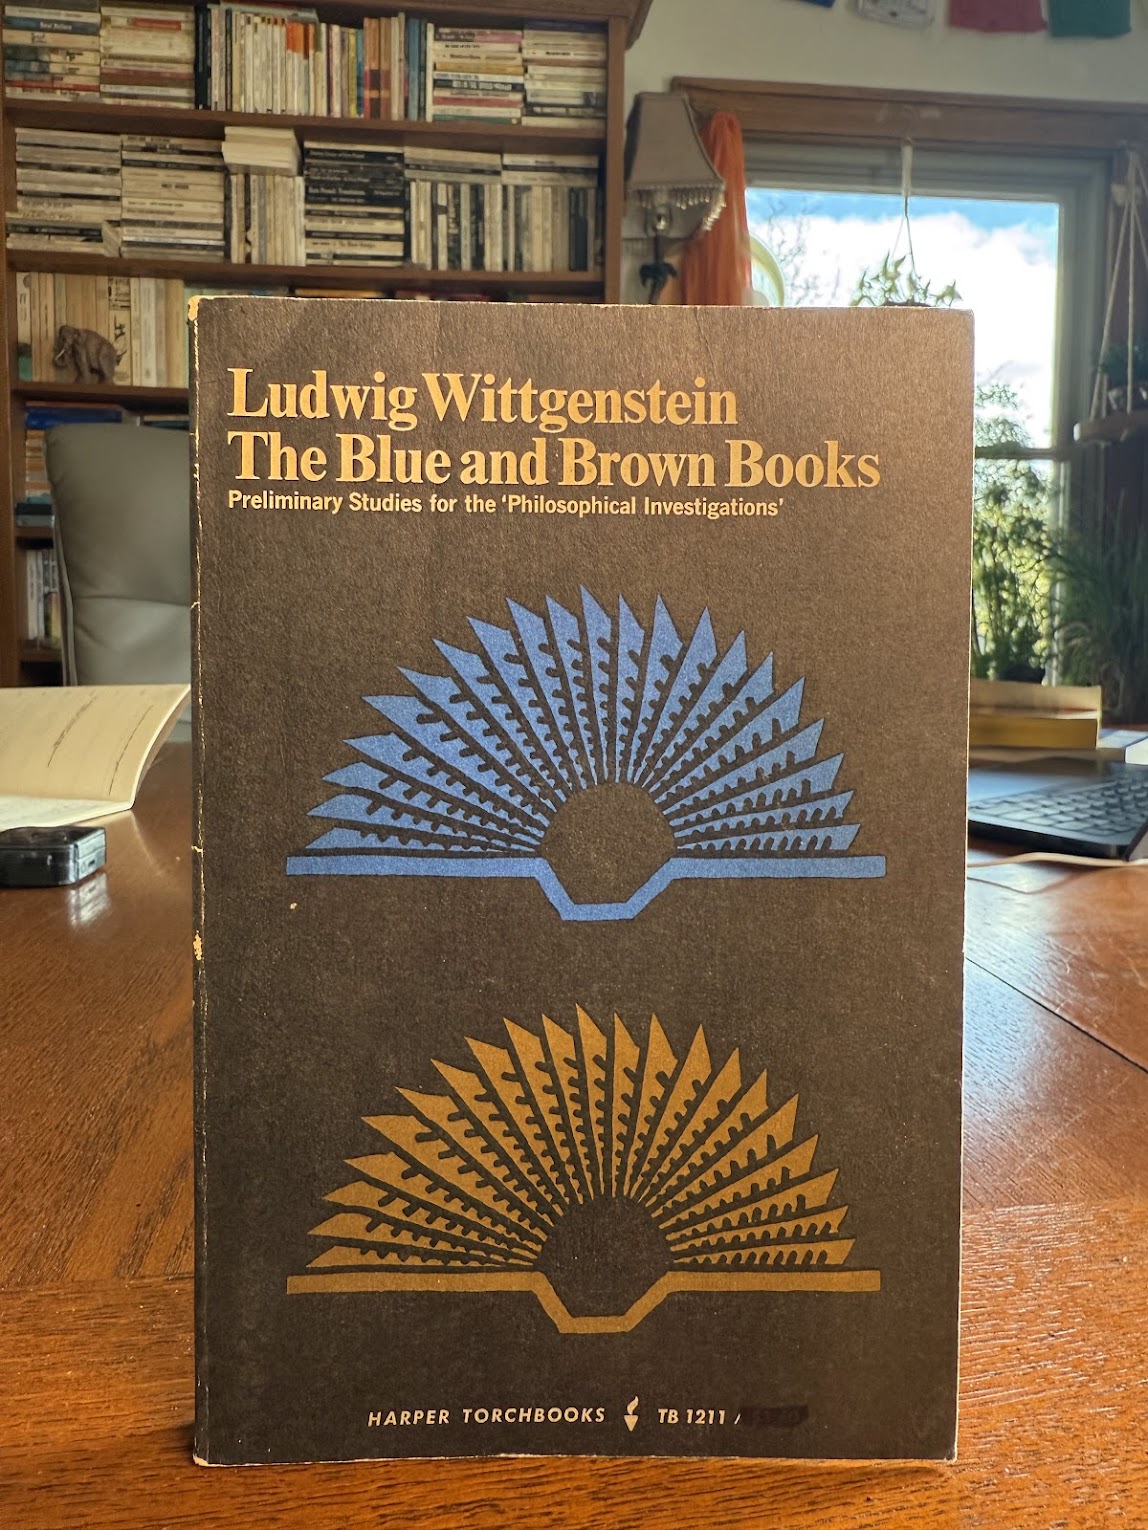 Ludwig Wittgenstein
The Blue and Brown Books
Preliminary Studies for the ‘Philosophical Investigations’
HARPER TORCHBOOKS TB 1211 /